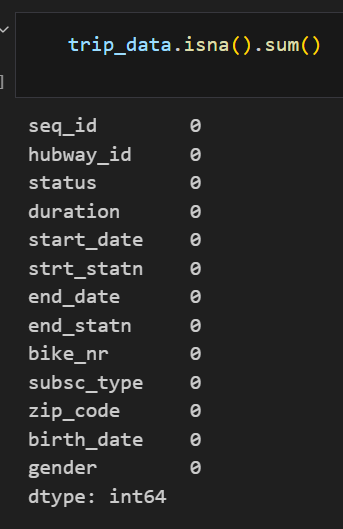 trip_data.isna().sum()
]
seq_id 0
hubway_id 0
status 0
duration 0
start_date 0
strt_statn 0
end_date 0
end_statn 0
bike_nr 0
subsc_type 0
zip_code 0
birth_date 0
gender 0
dtype: int64